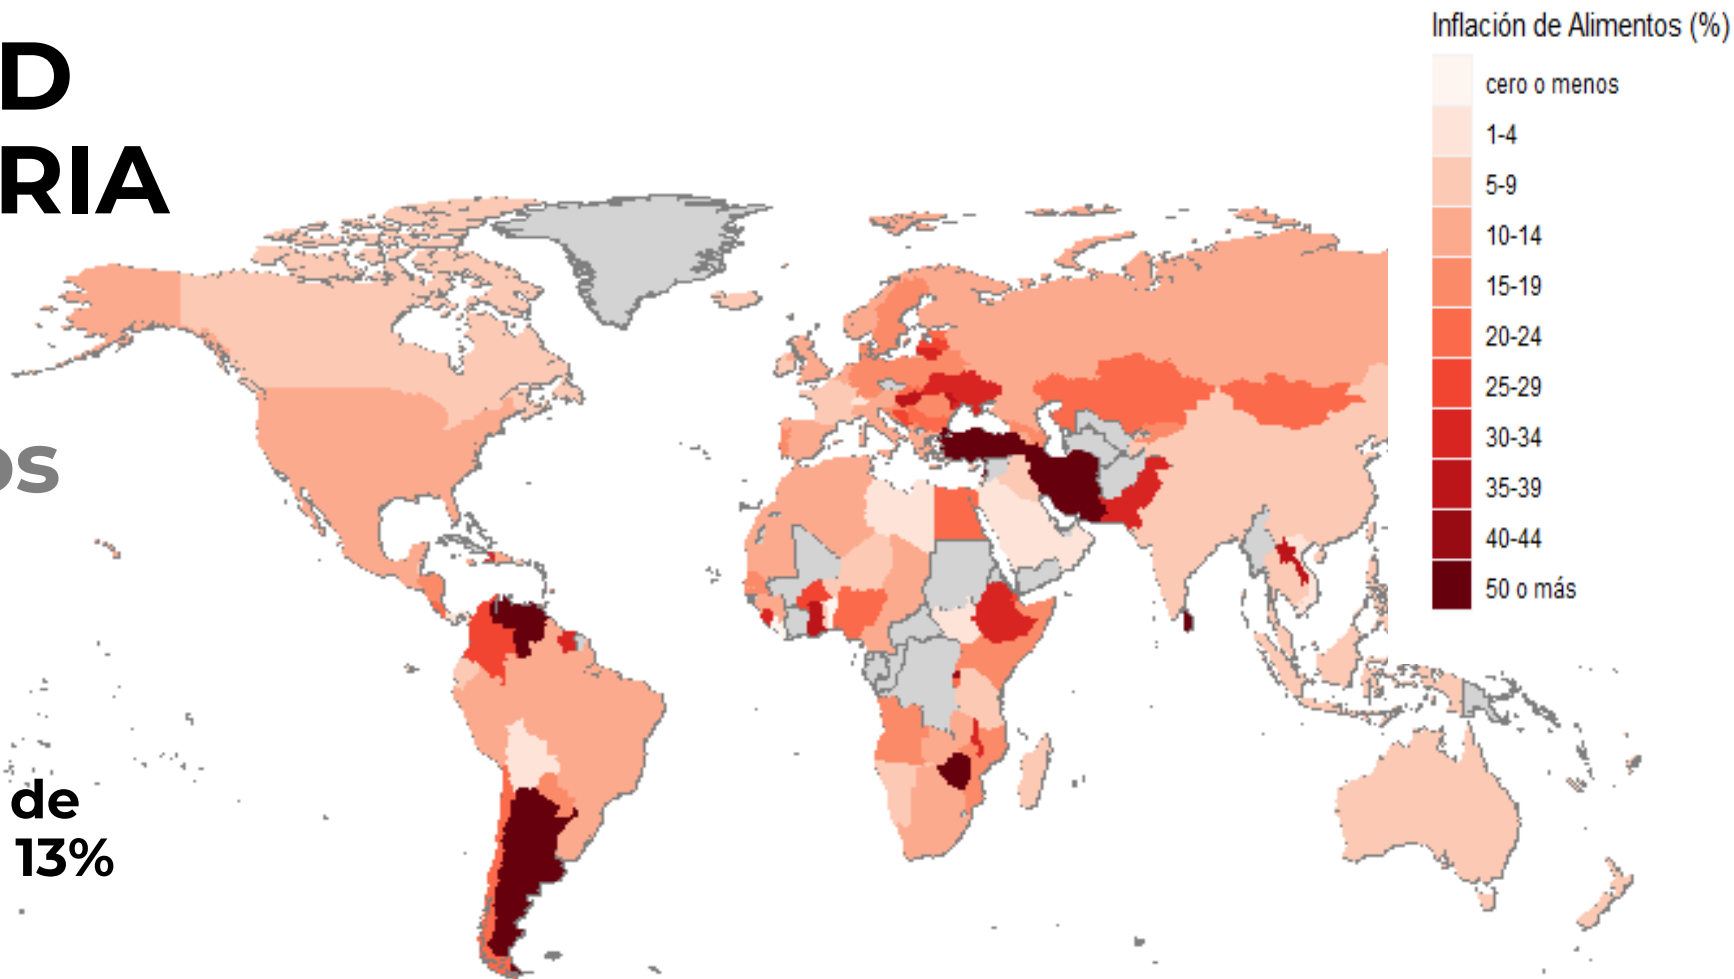 D
RIA
os
de
13%
Inflación de Alimentos (%)
cero o menos
1-4
5-9
10-14
15-19
20-24
25-29
30-34
35-39
40-44
50 o más